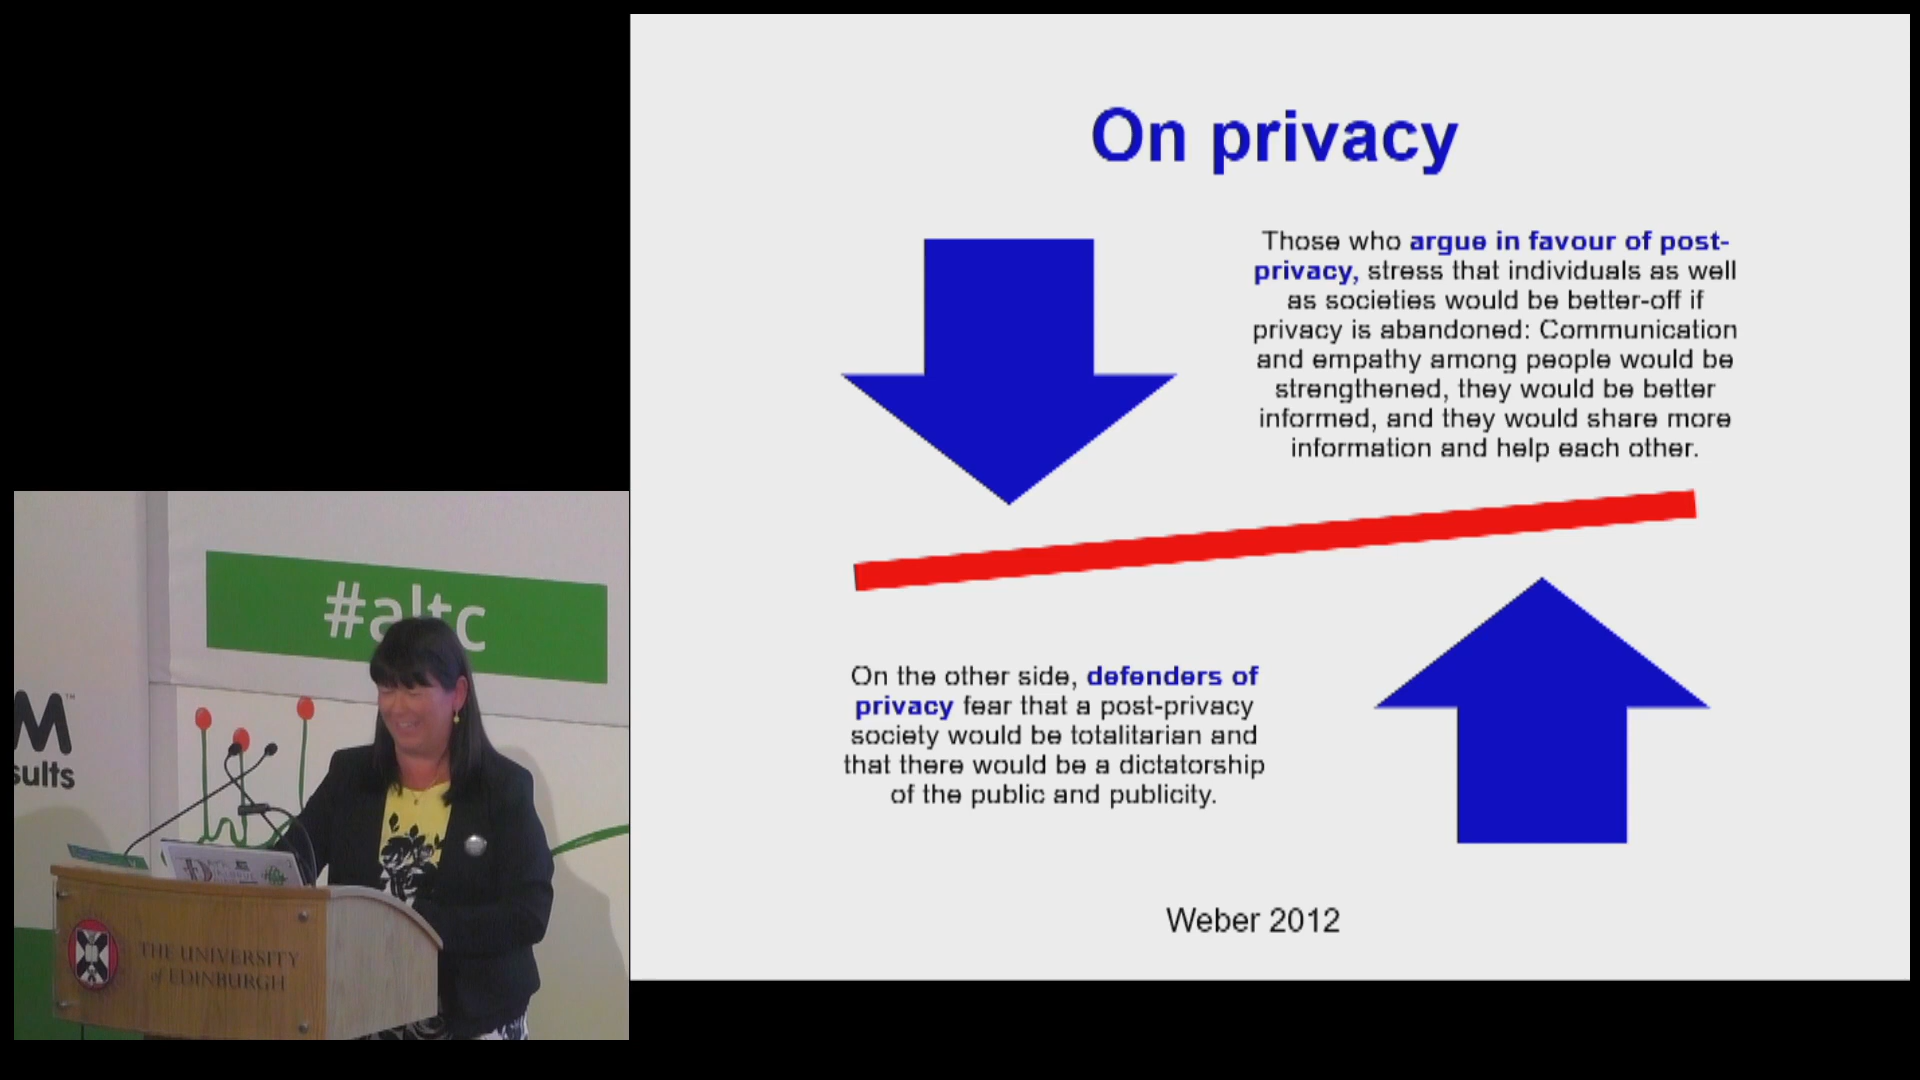 On privacy
Those who argue in favour of post-
privacy, stress that individuals as well
as societies would be better-off if
privacy is abandoned: Communication
and empathy among people would be
strengthened, they would be better
informed, and they would share more
information and help each other.
On the other side, defenders of
privacy fear that a post-privacy
society would be totalitarian and
that there would be a dictatorship
of the public and publicity.
Weber 2012
#altc
M™
sults
THE UNIVERSITY
of EDINBURGH